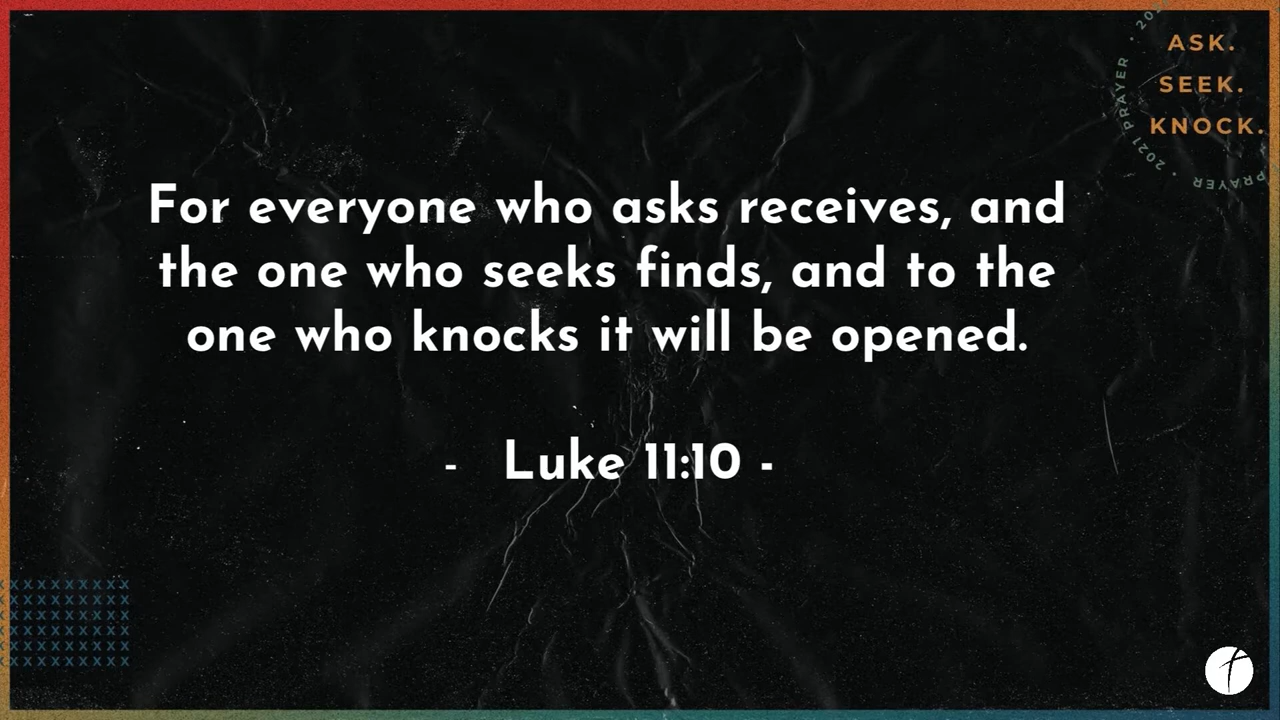 ASK.
SEEK.
KNOCK.
2021 PRAYER • 202
PRAYER
For everyone who asks receives, and
the one who seeks finds, and to the
one who knocks it will be opened.
- Luke 11:10 -
x x x x x x x x x x
x x x x x x x x x x
x x x x x x x x x x
x x x x x x x x x x
x x x x x x x x x x
x x x x x x x x x x